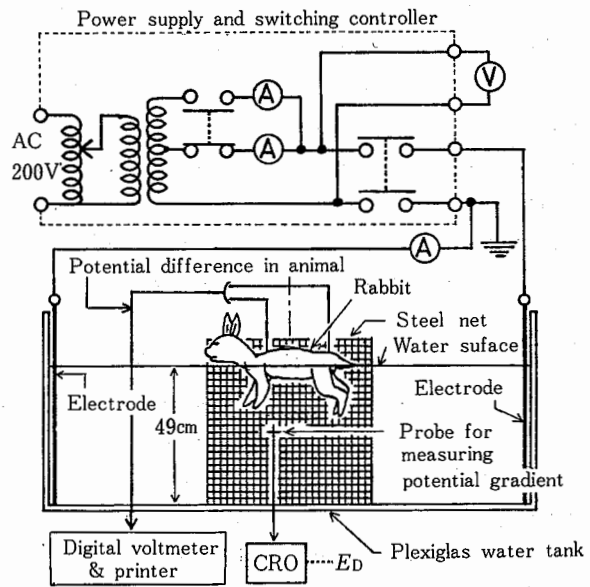 Power supply and switching controller
A
V
AC
200V
A
A
Potential difference in animal
Rabbit
Steel net
Water suface
Electrode
49cm
Electrode
Probe for
measuring
potential gradient
Digital voltmeter
& printer
CRO
ED
Plexiglas water tank